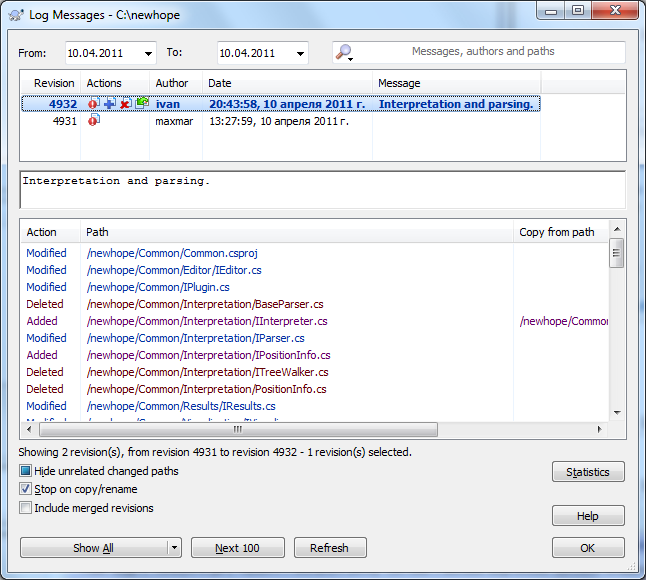 Log Messages - C:\newhope
From: 10.04.2011 To: 10.04.2011 Messages, authors and paths
Revision Actions Author Date Message
4932 ivan 20:43:58, 10 апреля 2011 г. Interpretation and parsing.
4931 maxmar 13:27:59, 10 апреля 2011 г.
Interpretation and parsing.
Action Path Copy from path
Modified /newhope/Common/Common.csproj
Modified /newhope/Common/Editor/IEditor.cs
Modified /newhope/Common/IPlugin.cs
Deleted /newhope/Common/Interpretation/BaseParser.cs
Added /newhope/Common/Interpretation/IInterpreter.cs /newhope/Commo
Modified /newhope/Common/Interpretation/IParser.cs
Added /newhope/Common/Interpretation/IPositionInfo.cs
Deleted /newhope/Common/Interpretation/ITreeWalker.cs
Deleted /newhope/Common/Interpretation/PositionInfo.cs
Modified /newhope/Common/Results/IResults.cs
Showing 2 revision(s), from revision 4931 to revision 4932 - 1 revision(s) selected.
Hide unrelated changed paths
Statistics
Stop on copy/rename
Include merged revisions
Help
Show All Next 100 Refresh OK